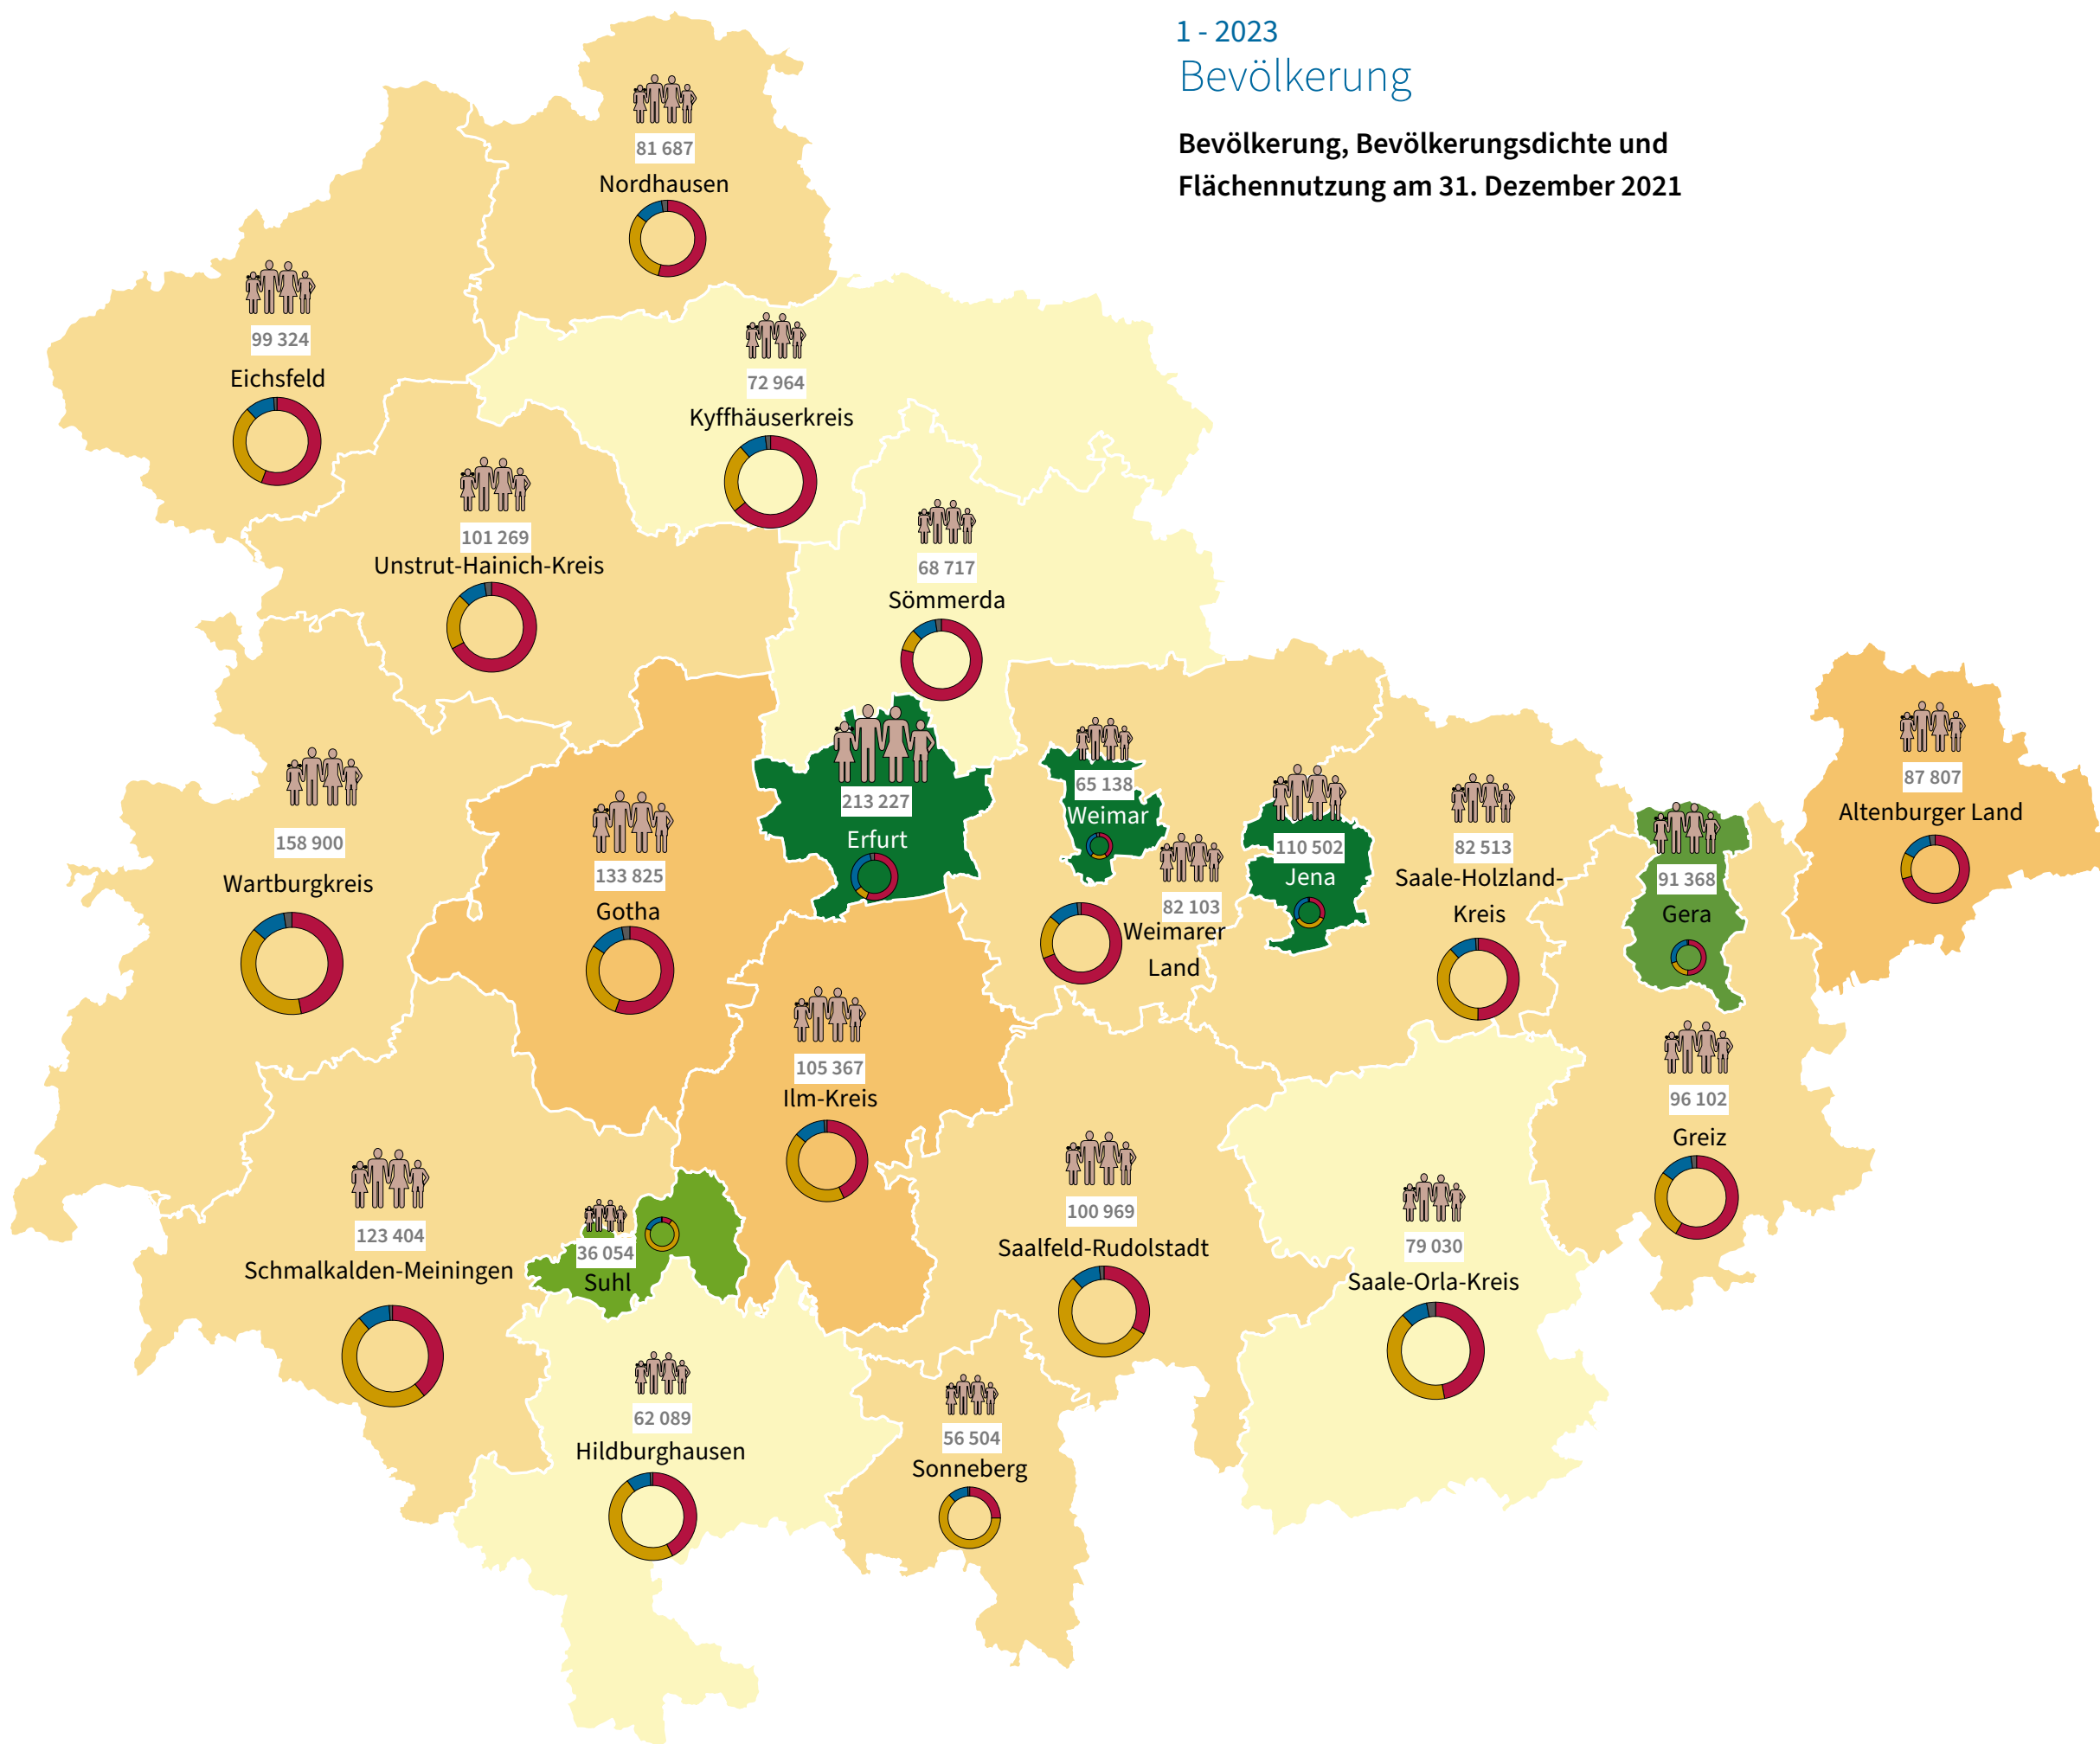 1 - 2023
Bevölkerung
Bevölkerung, Bevölkerungsdichte und
Flächennutzung am 31. Dezember 2021
81 687
Nordhausen
99 324
Eichsfeld
72 964
Kyffhäuserkreis
101 269
Unstrut-Hainich-Kreis
68 717
Sömmerda
158 900
Wartburgkreis
133 825
Gotha
213 227
Erfurt
65 138
Weimar
82 103
Weimarer
Land
110 502
Jena
82 513
Saale-Holzland-
Kreis
91 368
Gera
87 807
Altenburger Land
105 367
Ilm-Kreis
96 102
Greiz
123 404
Schmalkalden-Meiningen
36 054
Suhl
100 969
Saalfeld-Rudolstadt
79 030
Saale-Orla-Kreis
62 089
Hildburghausen
56 504
Sonneberg